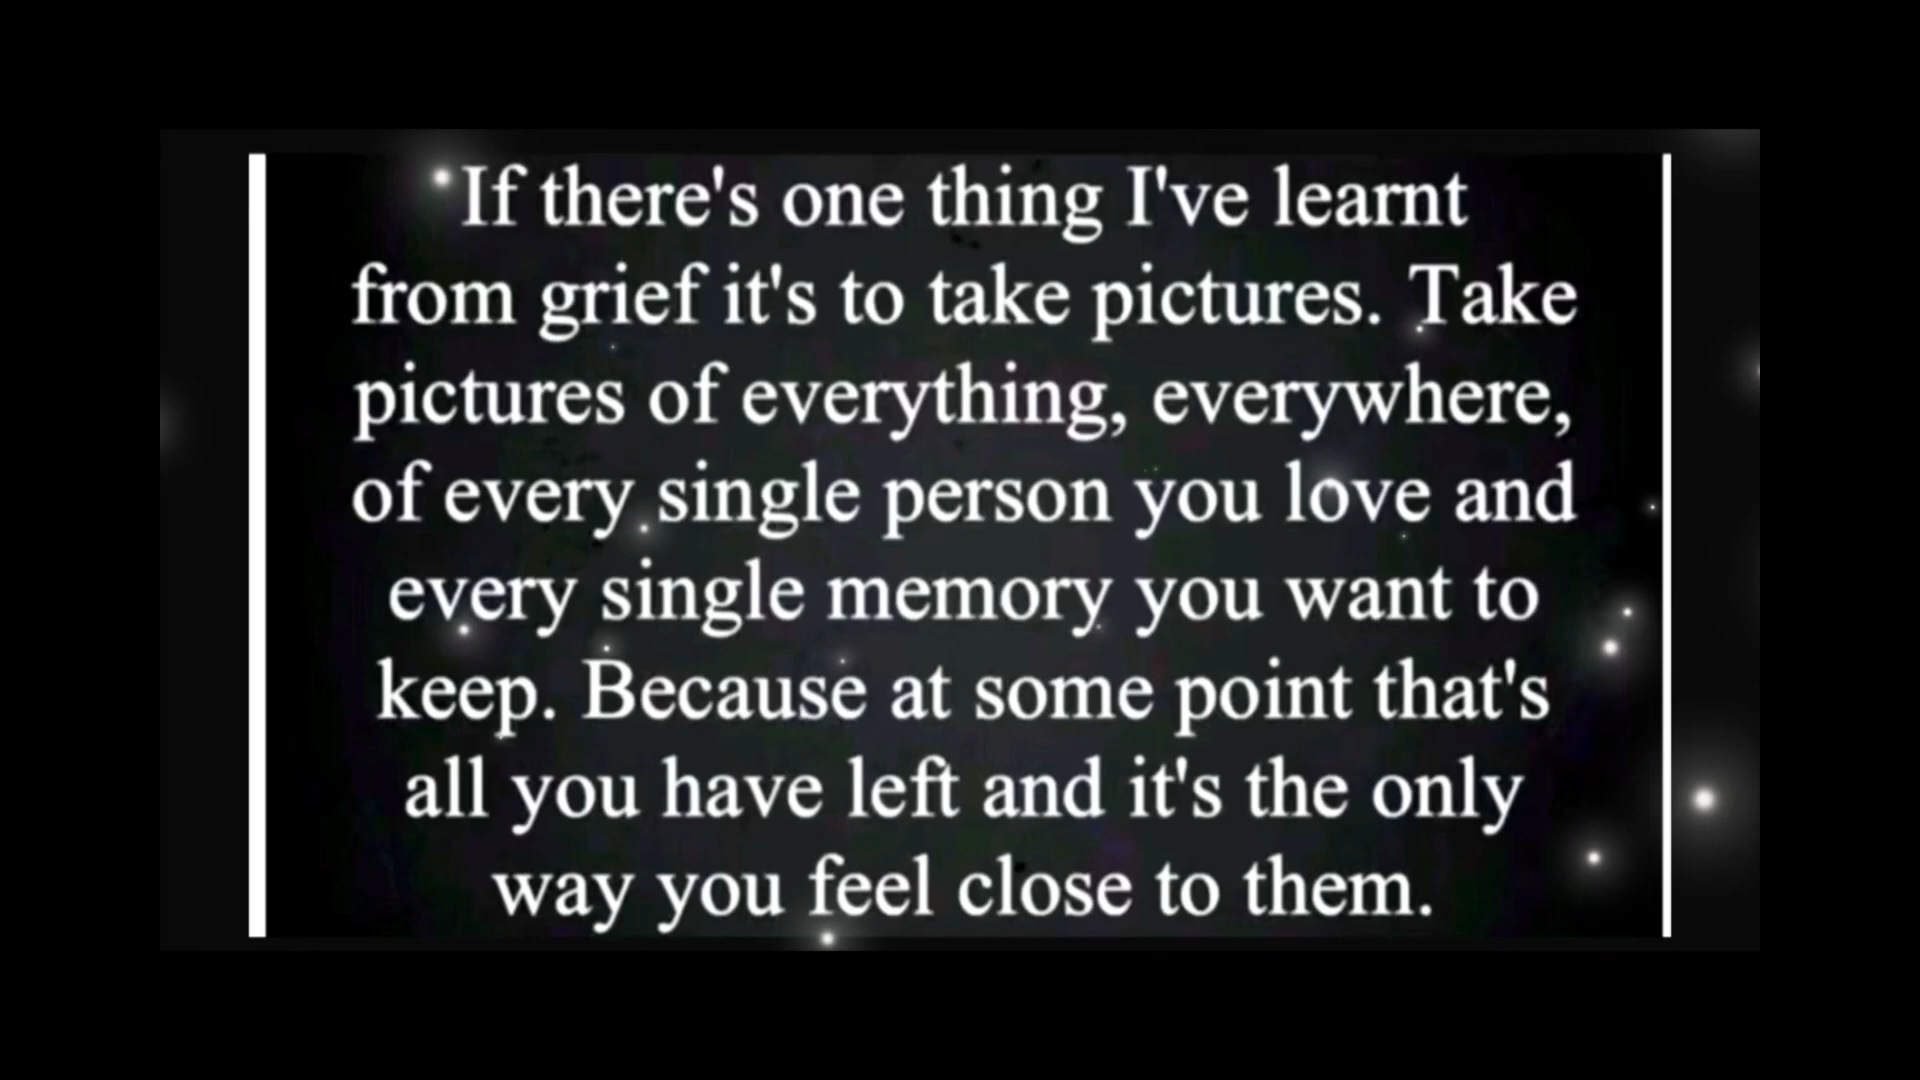 If there's one thing I've learnt
from grief it's to take pictures. Take
pictures of everything, everywhere,
of every single person you love and
every single memory you want to
keep. Because at some point that's
all you have left and it's the only
way you feel close to them.